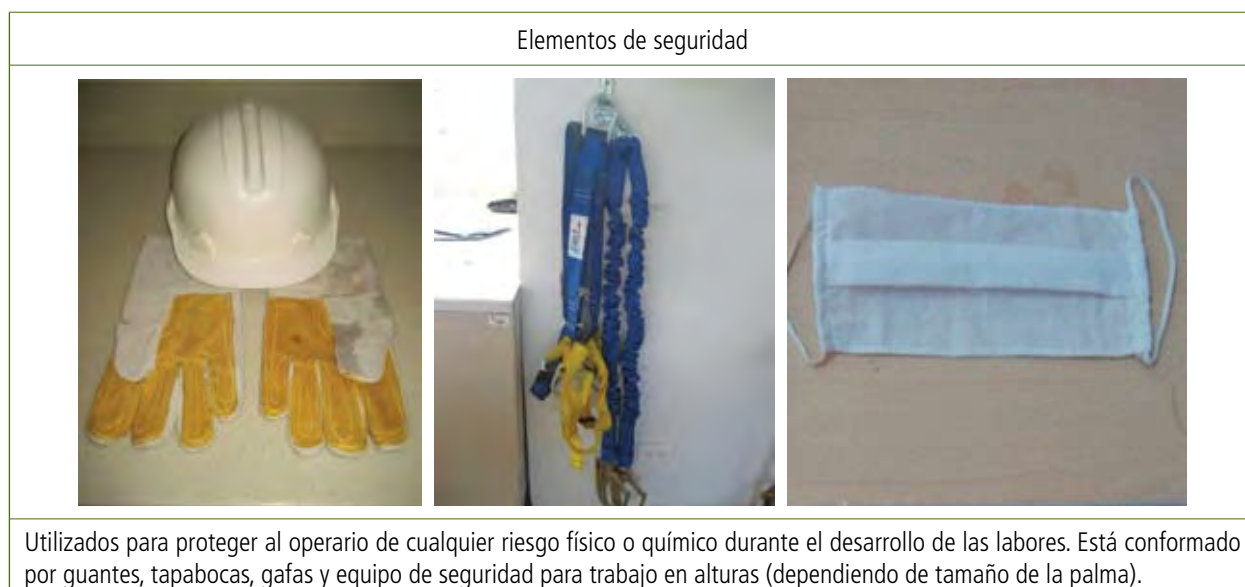 Elementos de seguridad
Utilizados para proteger al operario de cualquier riesgo físico o químico durante el desarrollo de las labores. Está conformado
por guantes, tapabocas, gafas y equipo de seguridad para trabajo en alturas (dependiendo de tamaño de la palma).